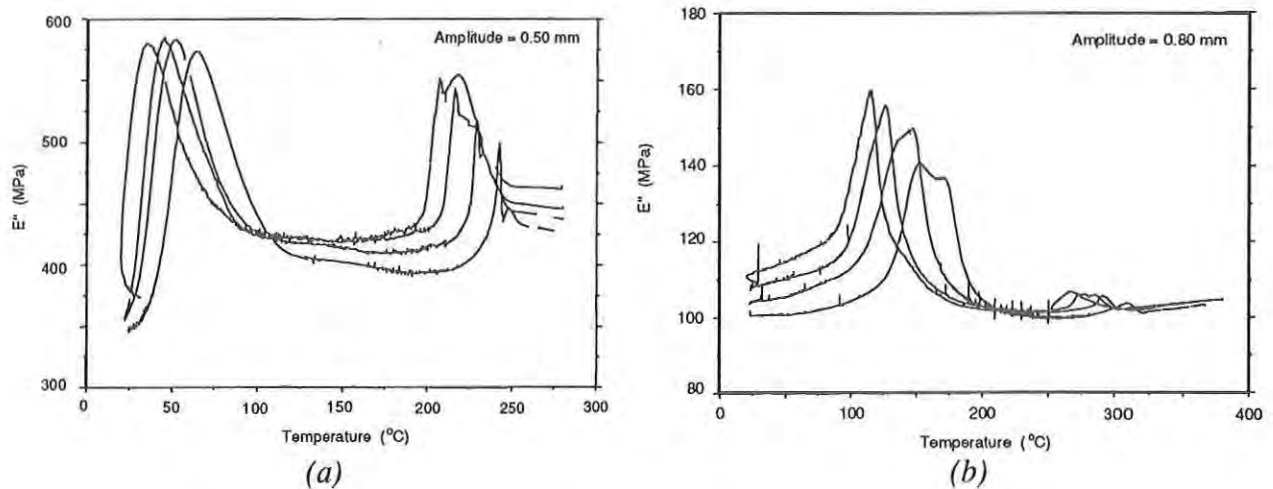 600
500
400
300
0
50
100
150
200
250
300
Amplitude = 0.50 mm
E" (MPa)
Temperature (°C)
(a)
180
160
140
120
100
80
0
100
200
300
400
Amplitude = 0.80 mm
E" (MPa)
Temperature (°C)
(b)